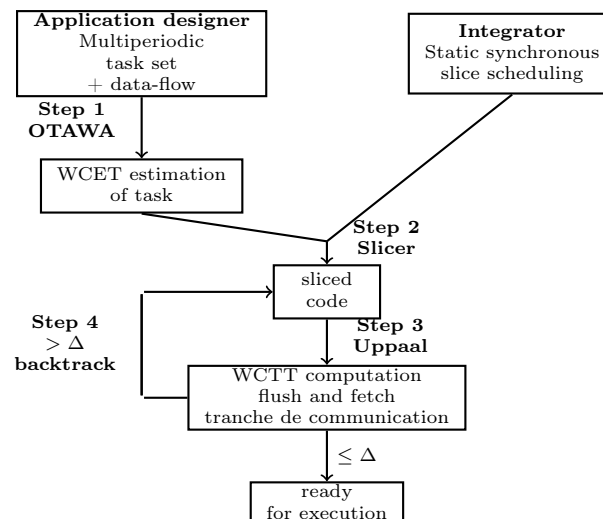 Application designer
Multiperiodic
task set
+ data-flow
Integrator
Static synchronous
slice scheduling
Step 1
OTAWA
WCET estimation
of task
Step 2
Slicer
sliced
code
Step 4
> Δ
backtrack
Step 3
Uppaal
WCTT computation
flush and fetch
tranche de communication
≤ Δ
ready
for execution